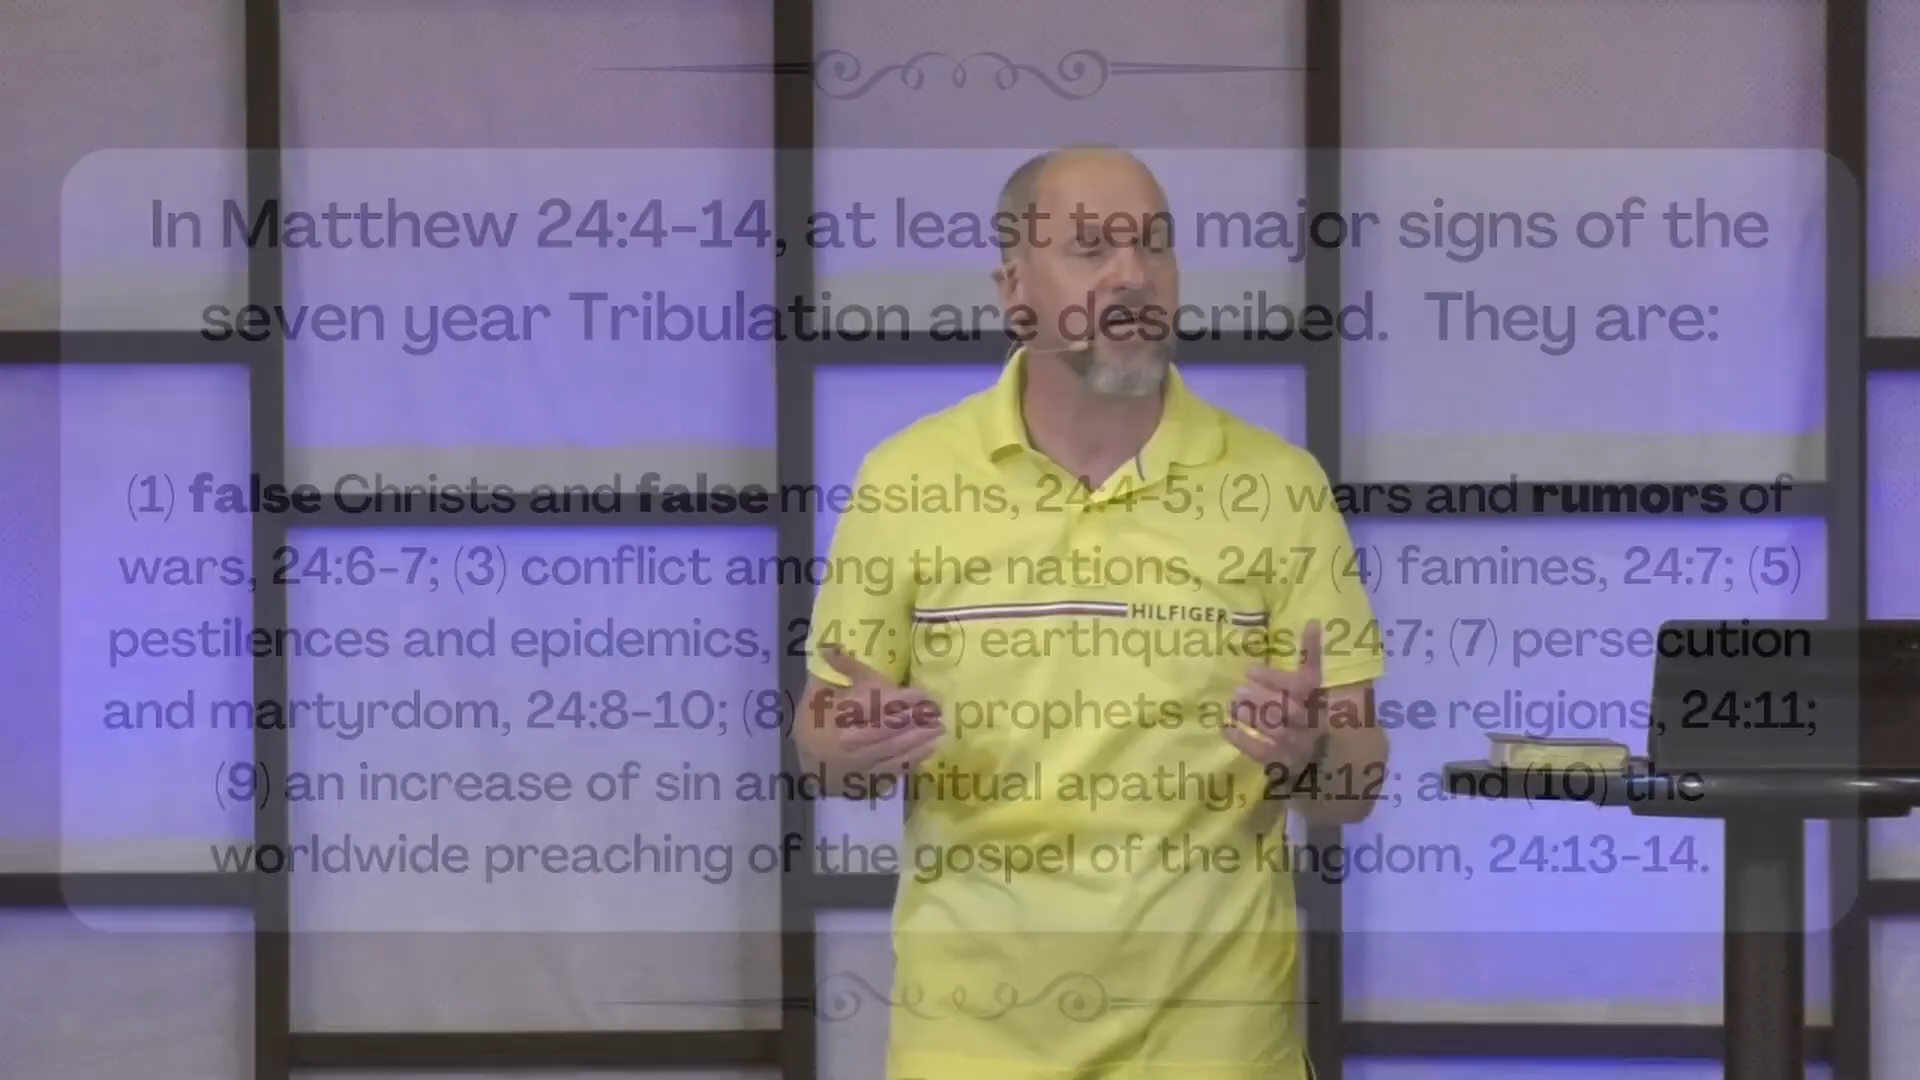 In Matthew 24:4-14, at least ten major signs of the
seven year Tribulation are described. They are:
(1) false Christs and false messiahs, 24:4-5; (2) wars and rumors of
wars, 24:6-7; (3) conflict among the nations, 24:7 (4) famines, 24:7; (5)
pestilences and epidemics, 24:7; (6) earthquakes, 24:7; (7) persecution
and martyrdom, 24:8-10; (8) false prophets and false religions, 24:11;
(9) an increase of sin and spiritual apathy, 24:12; and (10) the
worldwide preaching of the gospel of the kingdom, 24:13-14.
HILFIGER